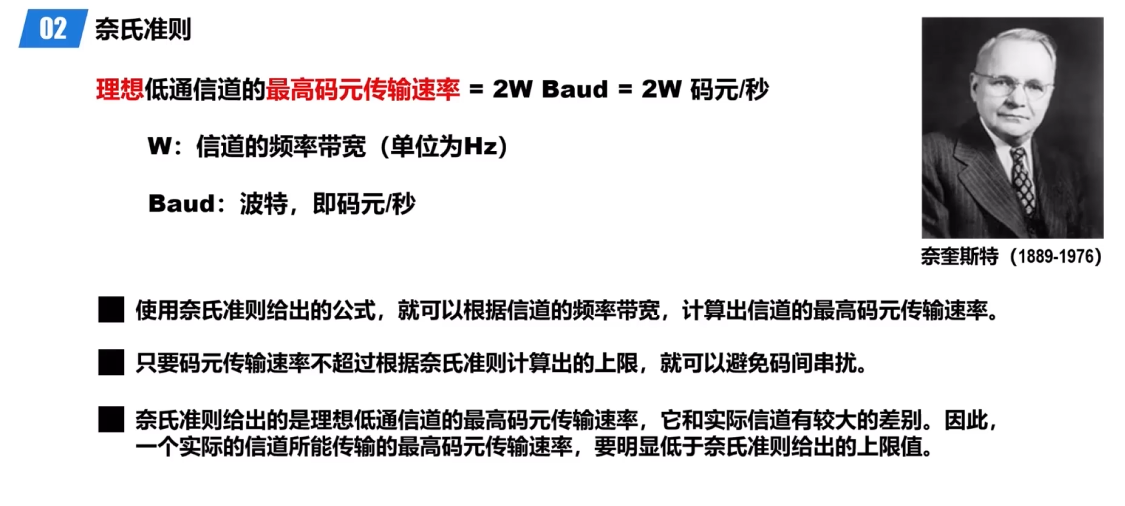 02 奈氏准则
理想低通信道的最高码元传输速率 = 2W Baud = 2W 码元/秒
W：信道的频率带宽（单位为Hz）
Baud：波特，即码元/秒
奈奎斯特（1889-1976）
使用奈氏准则给出的公式，就可以根据信道的频率带宽，计算出信道的最高码元传输速率。
只要码元传输速率不超过根据奈氏准则计算出的上限，就可以避免码间串扰。
奈氏准则给出的是理想低通信道的最高码元传输速率，它和实际信道有较大的差别。因此，
一个实际的信道所能传输的最高码元传输速率，要明显低于奈氏准则给出的上限值。